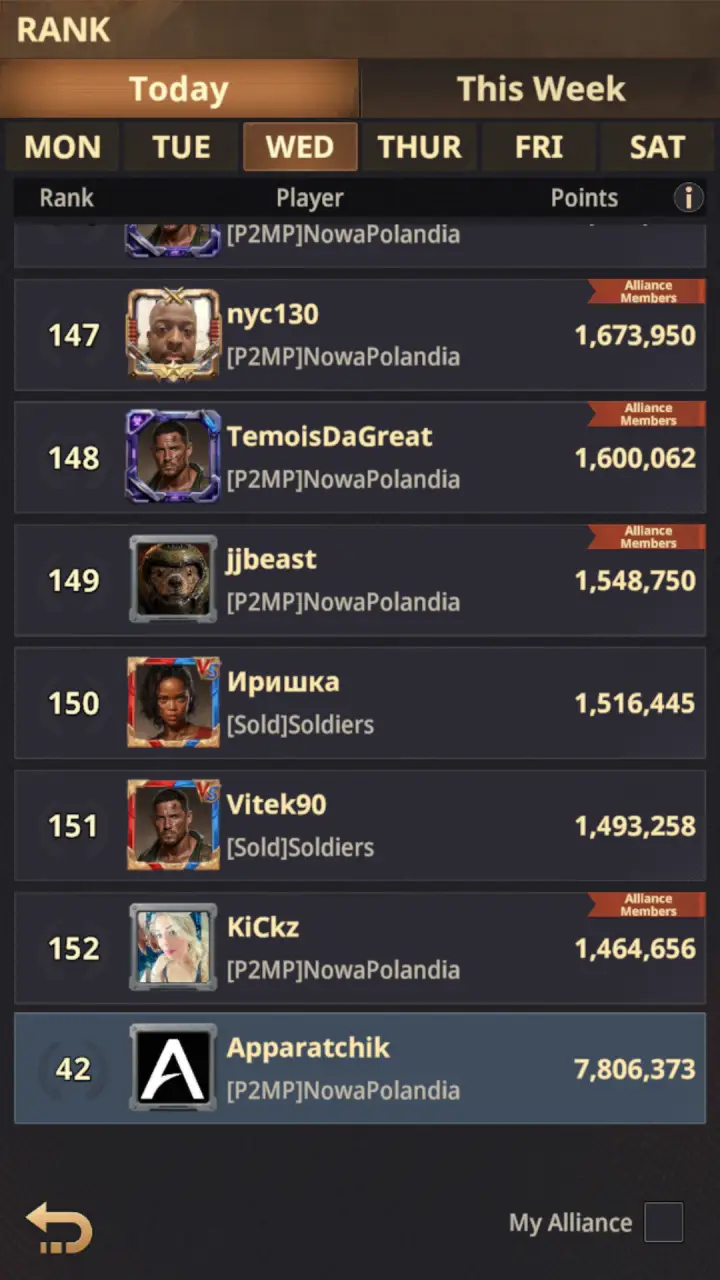 RANK
Today
This Week
MON
TUE
WED
THUR
FRI
SAT
Rank
Player
Points
[P2MP]NowaPolandia
147
nyc130
[P2MP]NowaPolandia
Alliance
Members
1,673,950
148
TemoisDaGreat
[P2MP]NowaPolandia
Alliance
Members
1,600,062
149
jjbeast
[P2MP]NowaPolandia
Alliance
Members
1,548,750
150
Иришка
[Sold]Soldiers
1,516,445
151
Vitek90
[Sold]Soldiers
1,493,258
152
KiCkz
[P2MP]NowaPolandia
Alliance
Members
1,464,656
42
Apparatchik
[P2MP]NowaPolandia
7,806,373
My Alliance